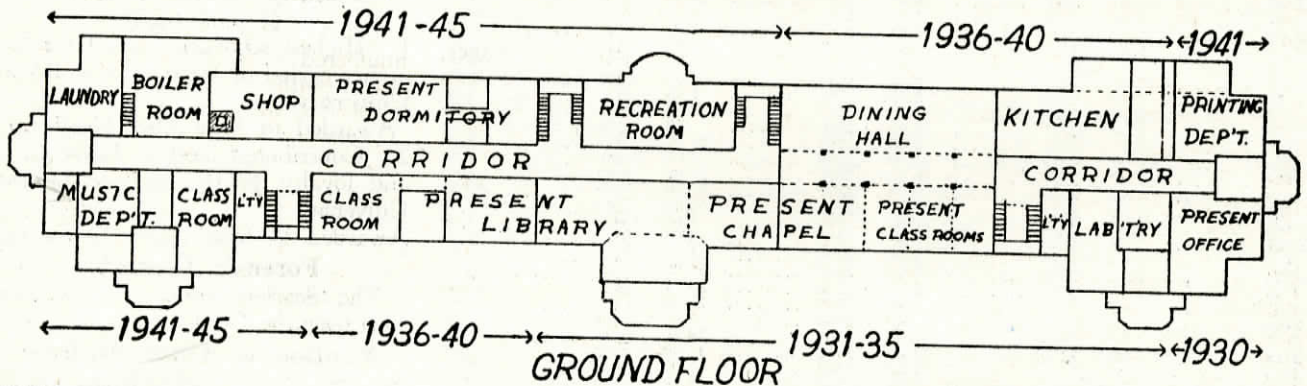 1941-45
1936-40
1941
LAUNDRY
BOILER
ROOM
SHOP
PRESENT
DORMITORY
RECREATION
ROOM
DINING
HALL
KITCHEN
PRINTING
DEP'T.
CORRIDOR
CORRIDOR
MUSIC
DEP'T.
CLASS
ROOM
L'TY
CLASS
ROOM
PRESENT
LIBRARY
PRESENT
CHAPEL
PRESENT
CLASS ROOMS
L'TY
LAB'TRY
PRESENT
OFFICE
1941-45
1936-40
1931-35
1930
GROUND FLOOR